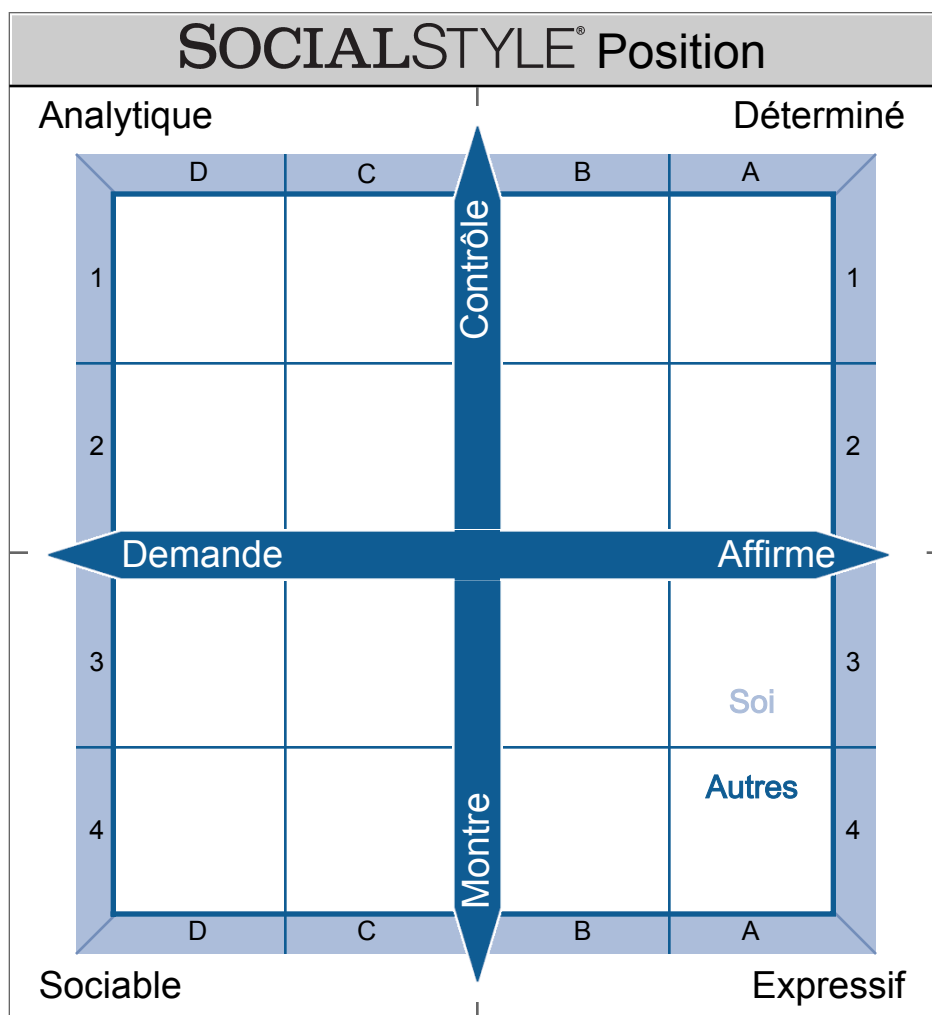 SOCIALSTYLE® Position
Analytique Déterminé
D C B A
Contrôle
1 1
2 2
Demande Affirme
3 3
Soi
Autres
Montre
4 4
D C B A
Sociable Expressif